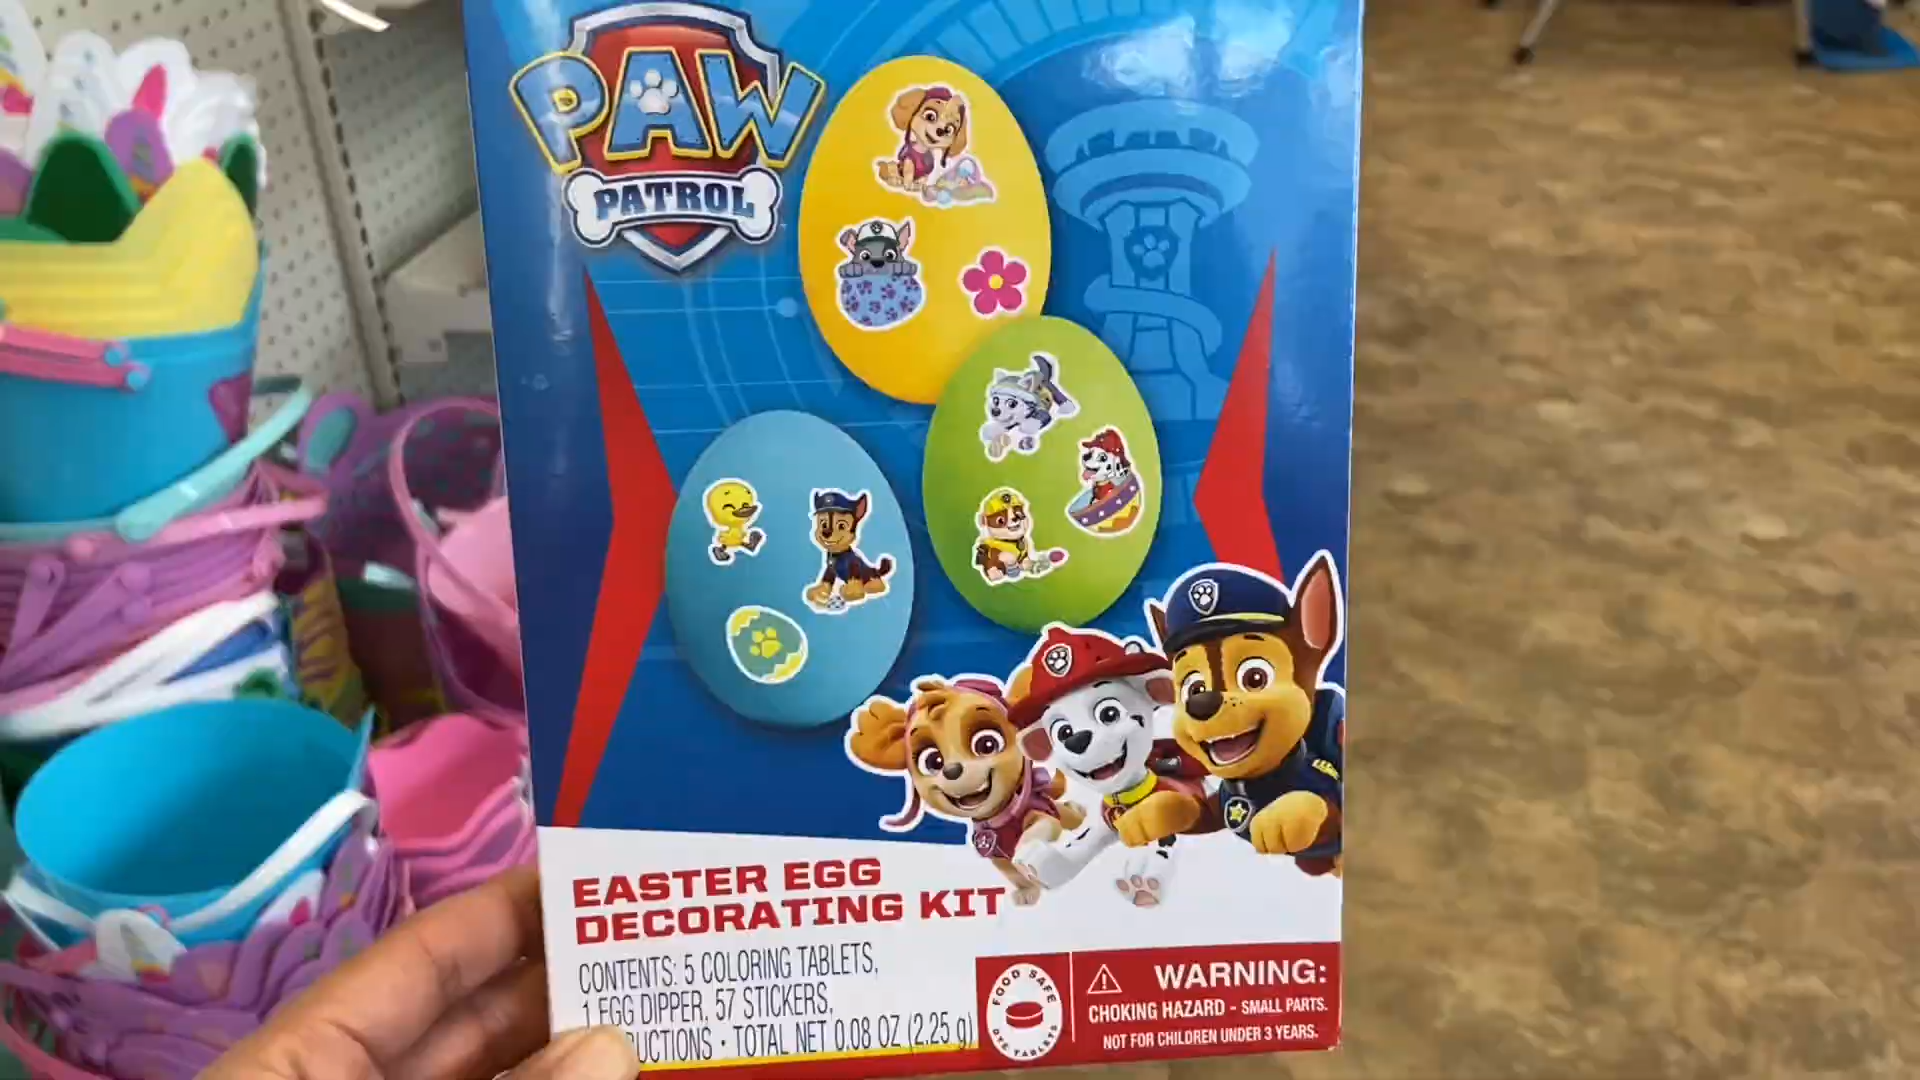 PAW
PATROL
EASTER EGG
DECORATING KIT
CONTENTS: 5 COLORING TABLETS,
1 EGG DIPPER, 57 STICKERS,
UCTIONS • TOTAL NET 0.08 OZ (2.25 g)
FOOD SAFE
DYE TABLETS
WARNING:
CHOKING HAZARD - SMALL PARTS.
NOT FOR CHILDREN UNDER 3 YEARS.